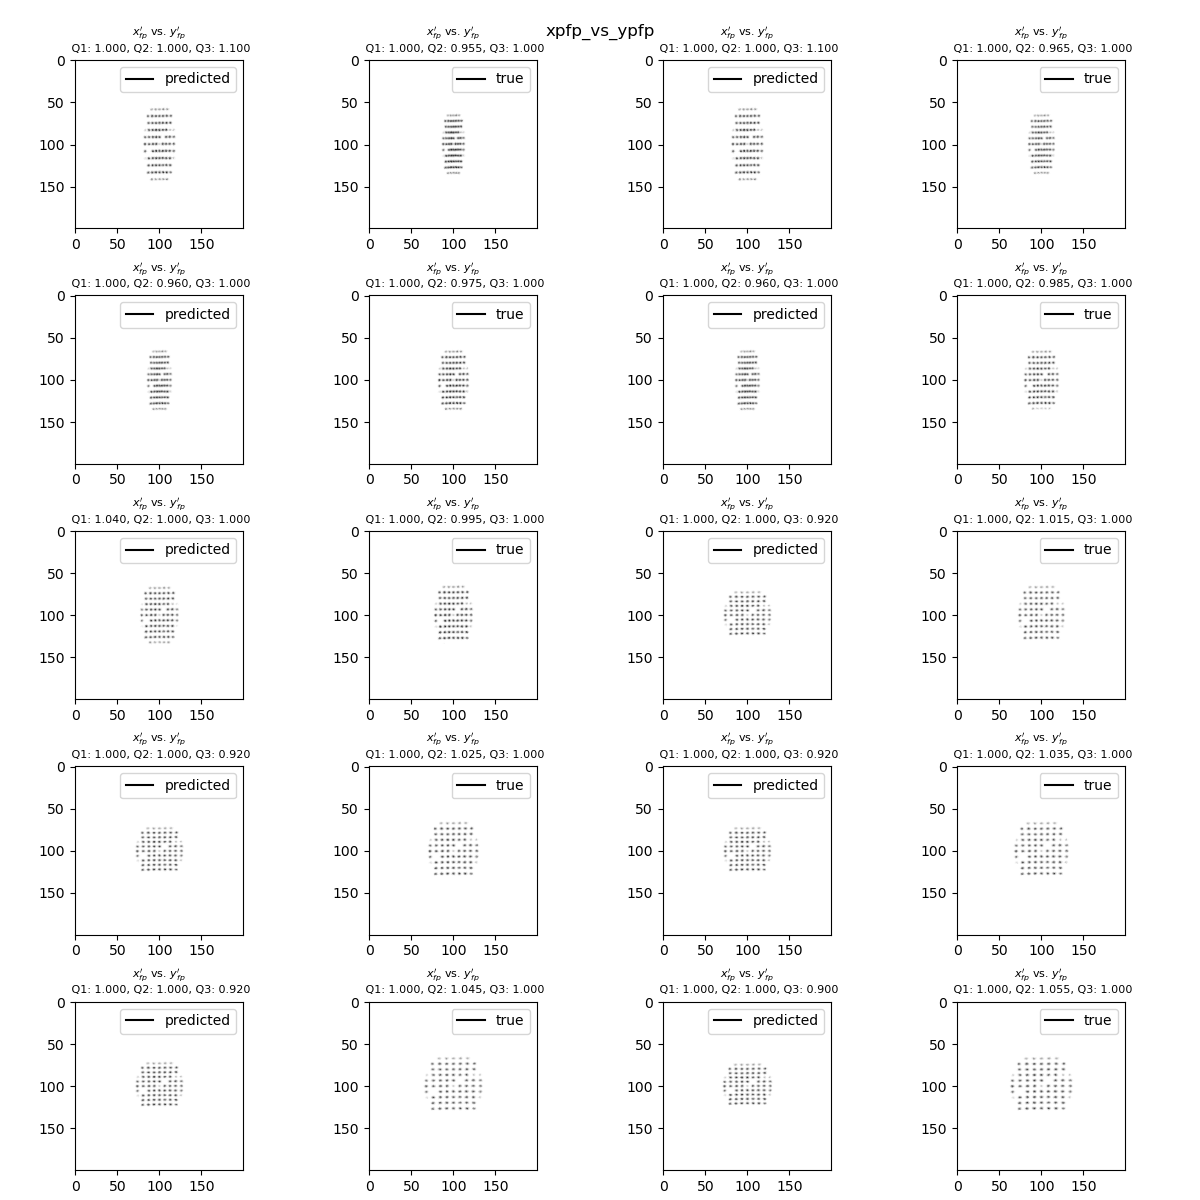 xpfp_vs_ypfp
x′fp vs. y′fp x′fp vs. y′fp x′fp vs. y′fp x′fp vs. y′fp
Q1: 1.000, Q2: 1.000, Q3: 1.100 Q1: 1.000, Q2: 0.955, Q3: 1.000 Q1: 1.000, Q2: 1.000, Q3: 1.100 Q1: 1.000, Q2: 0.965, Q3: 1.000
predicted true predicted true
0 0 0 0
50 50 50 50
100 100 100 100
150 150 150 150
0 50 100 150 0 50 100 150 0 50 100 150 0 50 100 150
x′fp vs. y′fp x′fp vs. y′fp x′fp vs. y′fp x′fp vs. y′fp
Q1: 1.000, Q2: 0.960, Q3: 1.000 Q1: 1.000, Q2: 0.975, Q3: 1.000 Q1: 1.000, Q2: 0.960, Q3: 1.000 Q1: 1.000, Q2: 0.985, Q3: 1.000
predicted true predicted true
0 0 0 0
50 50 50 50
100 100 100 100
150 150 150 150
0 50 100 150 0 50 100 150 0 50 100 150 0 50 100 150
x′fp vs. y′fp x′fp vs. y′fp x′fp vs. y′fp x′fp vs. y′fp
Q1: 1.040, Q2: 1.000, Q3: 1.000 Q1: 1.000, Q2: 0.995, Q3: 1.000 Q1: 1.000, Q2: 1.000, Q3: 0.920 Q1: 1.000, Q2: 1.015, Q3: 1.000
predicted true predicted true
0 0 0 0
50 50 50 50
100 100 100 100
150 150 150 150
0 50 100 150 0 50 100 150 0 50 100 150 0 50 100 150
x′fp vs. y′fp x′fp vs. y′fp x′fp vs. y′fp x′fp vs. y′fp
Q1: 1.000, Q2: 1.000, Q3: 0.920 Q1: 1.000, Q2: 1.025, Q3: 1.000 Q1: 1.000, Q2: 1.000, Q3: 0.920 Q1: 1.000, Q2: 1.035, Q3: 1.000
predicted true predicted true
0 0 0 0
50 50 50 50
100 100 100 100
150 150 150 150
0 50 100 150 0 50 100 150 0 50 100 150 0 50 100 150
x′fp vs. y′fp x′fp vs. y′fp x′fp vs. y′fp x′fp vs. y′fp
Q1: 1.000, Q2: 1.000, Q3: 0.920 Q1: 1.000, Q2: 1.045, Q3: 1.000 Q1: 1.000, Q2: 1.000, Q3: 0.900 Q1: 1.000, Q2: 1.055, Q3: 1.000
predicted true predicted true
0 0 0 0
50 50 50 50
100 100 100 100
150 150 150 150
0 50 100 150 0 50 100 150 0 50 100 150 0 50 100 150